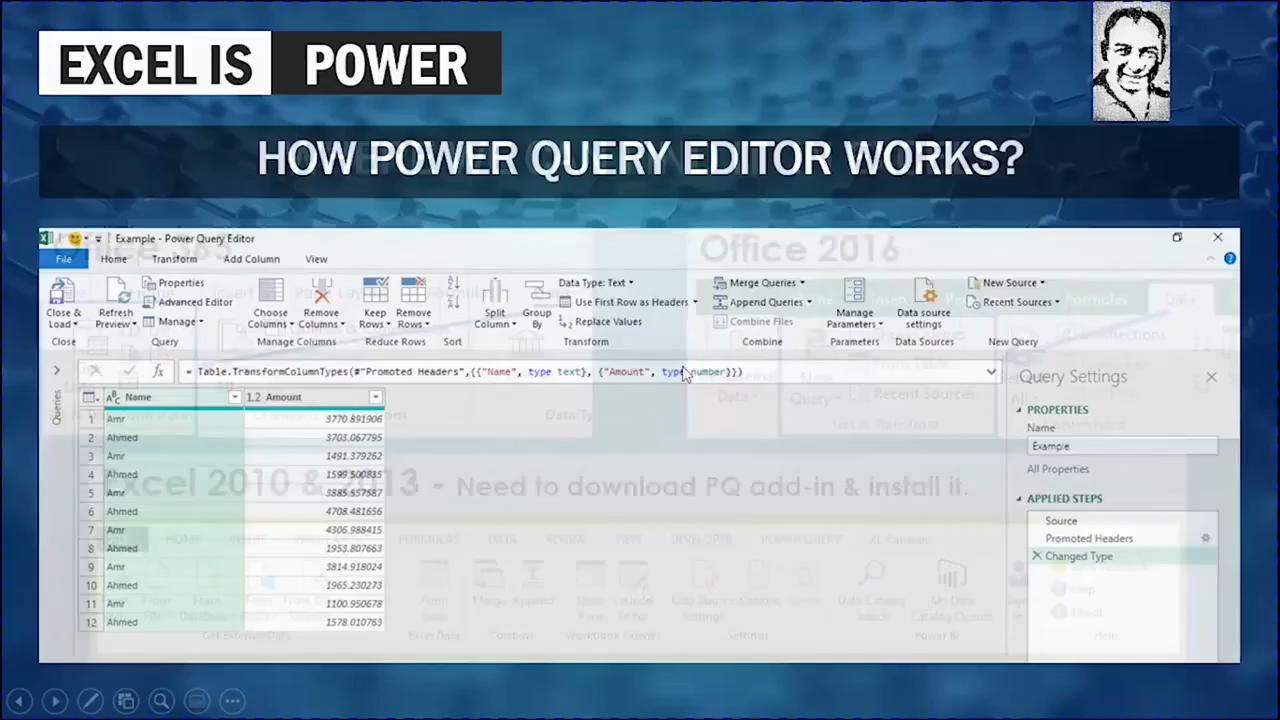 EXCEL IS POWER
HOW POWER QUERY EDITOR WORKS?
Office 365
Office 2016
Example - Power Query Editor
File Home Transform Add Column View
Close & Load
Refresh Preview
Properties
Advanced Editor
Manage
Choose Columns
Remove Columns
Keep Rows
Remove Rows
Split Column
Group By
Data Type: Text
Use First Row as Headers
Replace Values
Merge Queries
Append Queries
Combine Files
Manage Parameters
Data source settings
New Source
Recent Sources
Close Query Manage Columns Reduce Rows Sort Transform Combine Parameters Data Sources New Query
= Table.TransformColumnTypes(#"Promoted Headers",{{"Name", type text}, {"Amount", type number}})
Queries
Name 1.2 Amount
1 Amr 3770.891906
2 Ahmed 3703.067795
3 Amr 1491.379262
4 Ahmed 1599.500835
5 Amr 3885.557587
6 Ahmed 4708.481656
7 Amr 4306.988415
8 Ahmed 1953.807663
9 Amr 3814.918024
10 Ahmed 1965.230273
11 Amr 1100.950678
12 Ahmed 1578.010763
Query Settings
PROPERTIES
Name
Example
All Properties
APPLIED STEPS
Source
Promoted Headers
Changed Type
Excel 2010 & 2013 - Need to download PQ add-in & install it.